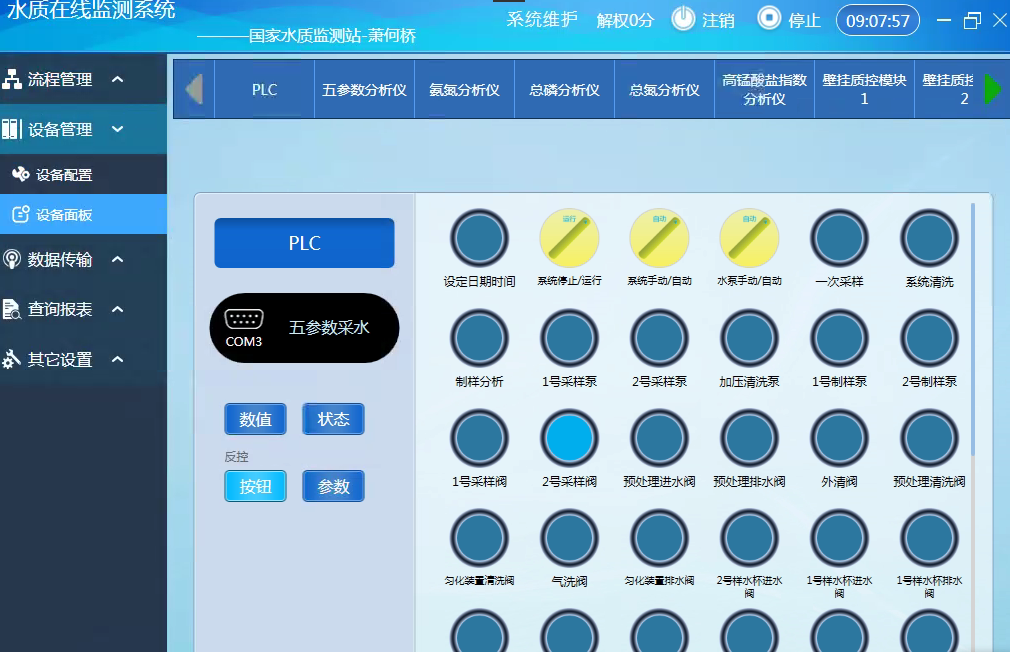 水质在线监测系统
———国家水质监测站-萧何桥
系统维护 解权0分 注销 停止 09:07:57
流程管理
设备管理
设备配置
设备面板
数据传输
查询报表
其它设置
PLC
五参数分析仪
氨氮分析仪
总磷分析仪
总氮分析仪
高锰酸盐指数
分析仪
壁挂质控模块
1
壁挂质控
2
PLC
COM3
五参数采水
数值 状态
反控
按钮 参数
运行 自动 自动
设定日期时间 系统停止/运行 系统手动/自动 水泵手动/自动 一次采样 系统清洗
制样分析 1号采样泵 2号采样泵 加压清洗泵 1号制样泵 2号制样泵
1号采样阀 2号采样阀 预处理进水阀 预处理排水阀 外清阀 预处理清洗阀
匀化装置清洗阀 气洗阀 匀化装置排水阀 2号样水杯进水
阀
1号样水杯进水
阀
1号样水杯排水
阀